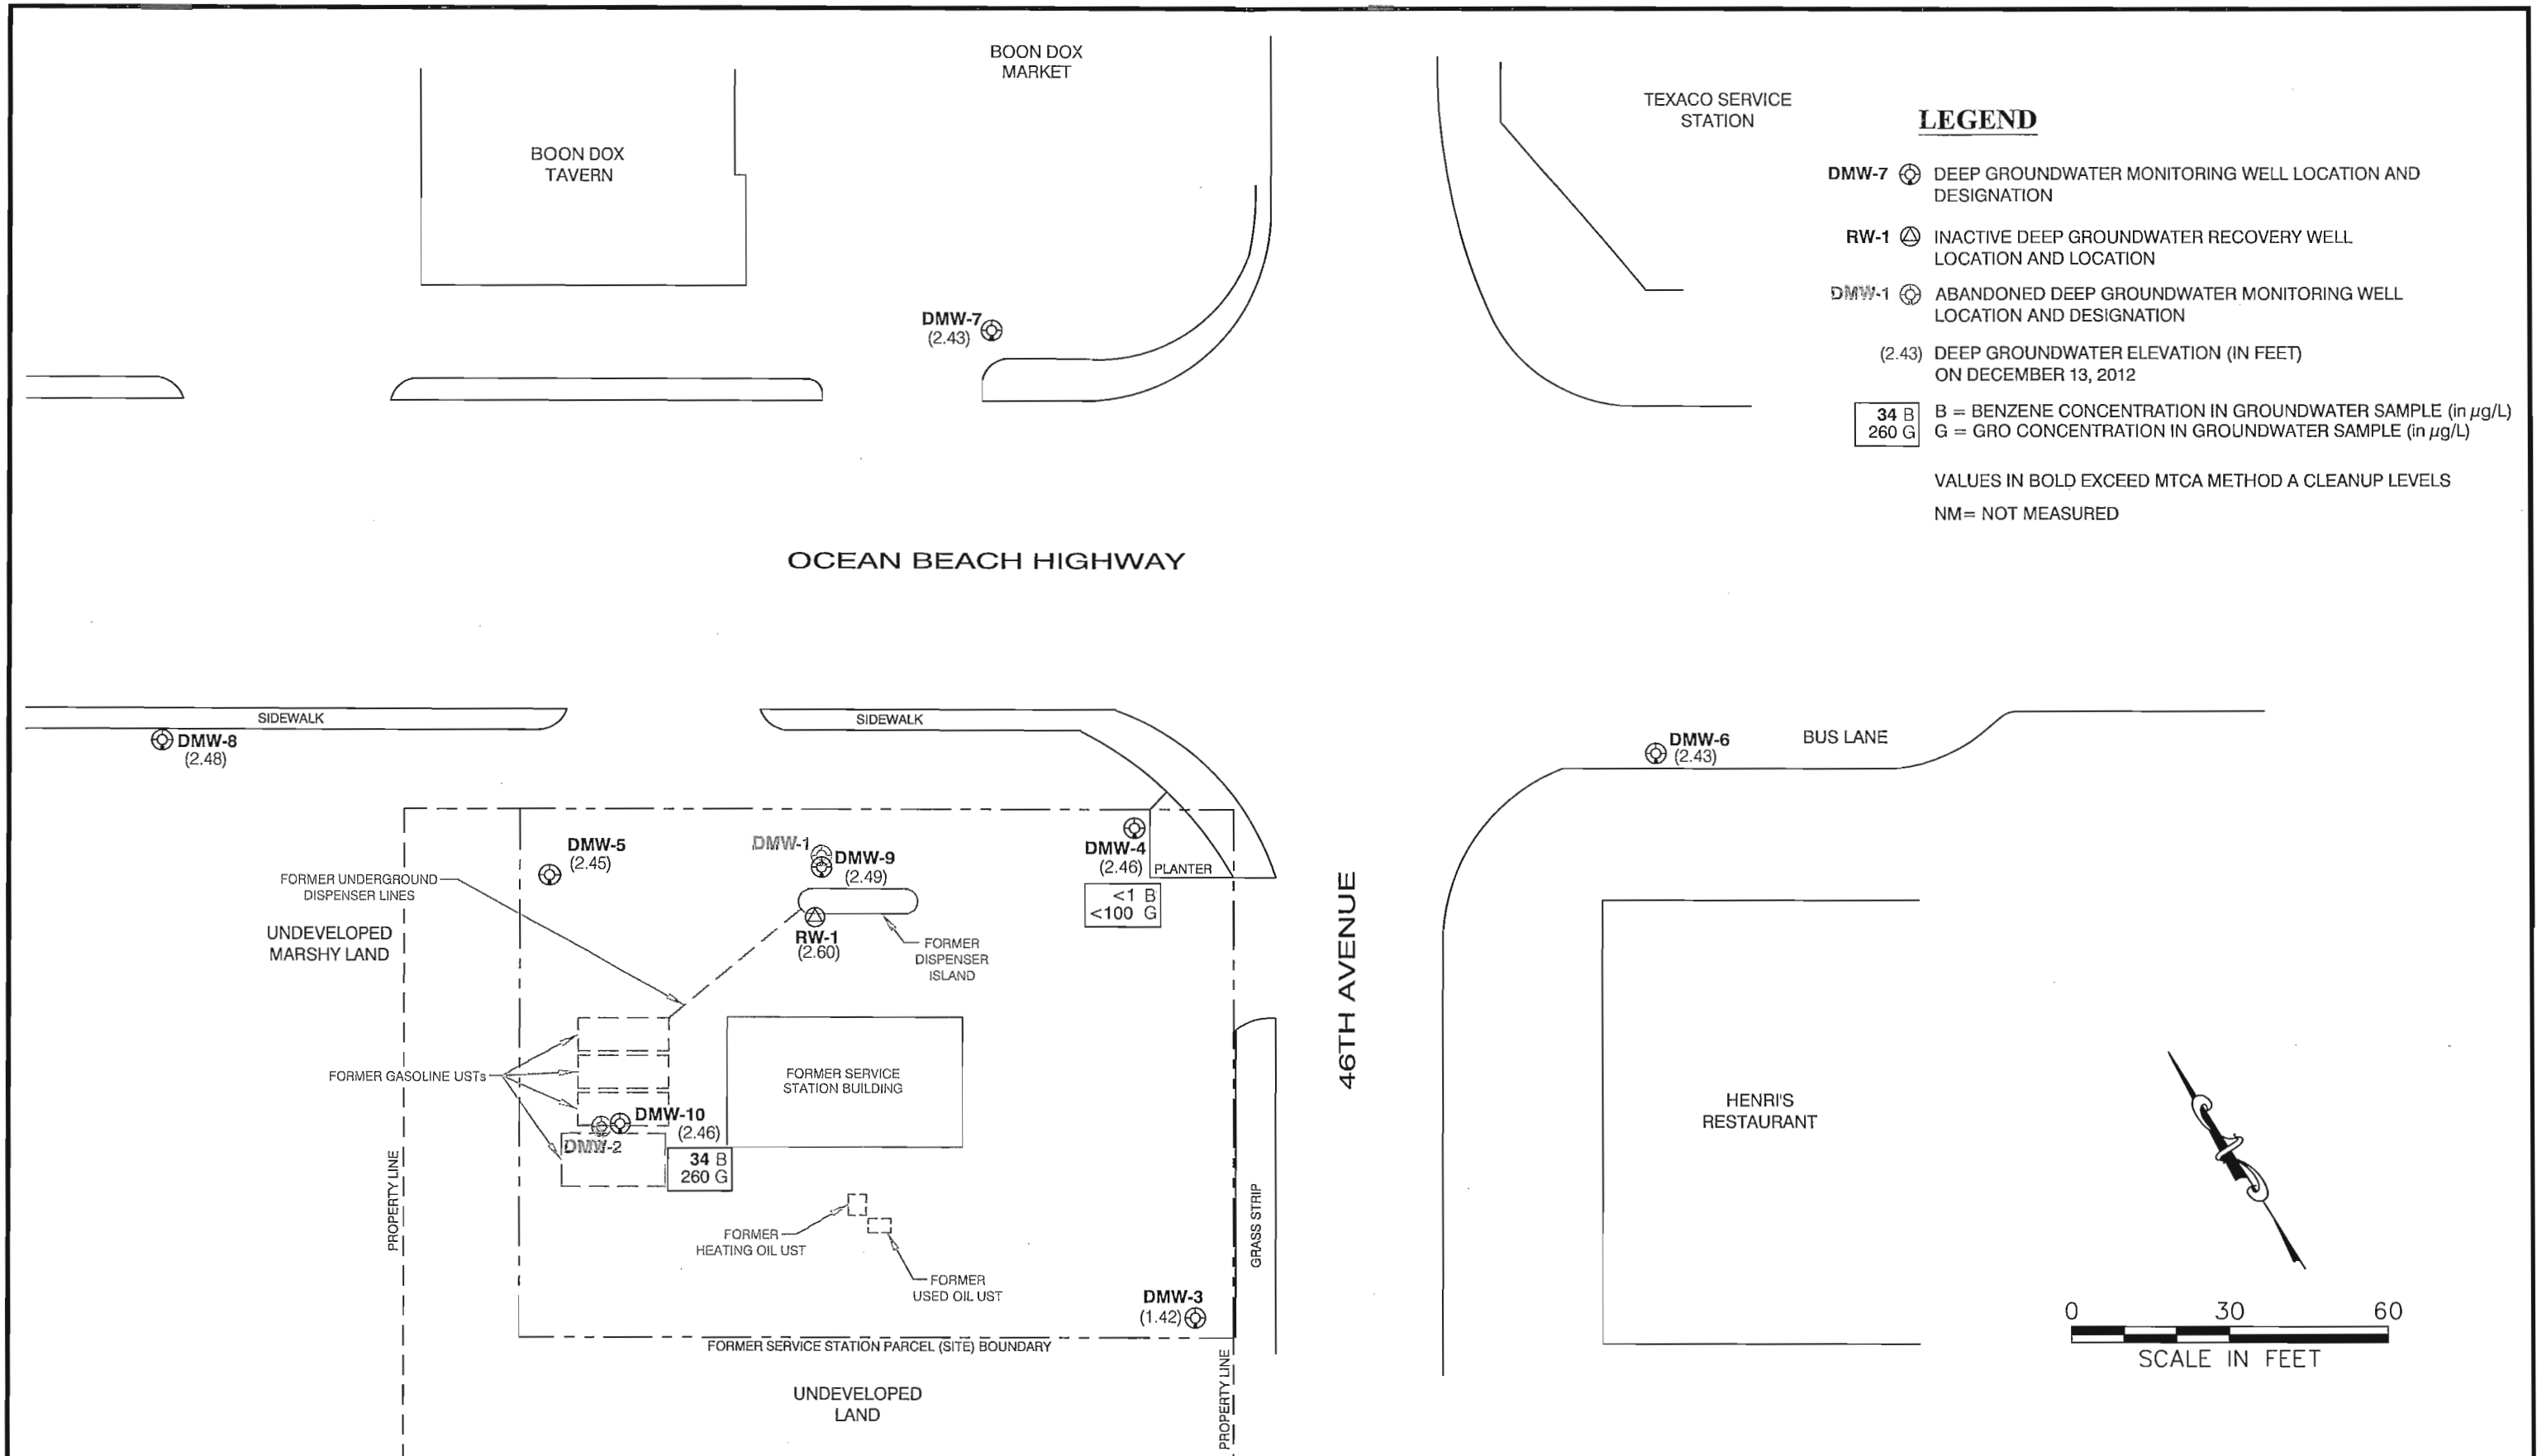 BOON DOX
MARKET
BOON DOX
TAVERN
TEXACO SERVICE
STATION
LEGEND
DMW-7 DEEP GROUNDWATER MONITORING WELL LOCATION AND
DESIGNATION
RW-1 INACTIVE DEEP GROUNDWATER RECOVERY WELL
LOCATION AND LOCATION
DMW-1 ABANDONED DEEP GROUNDWATER MONITORING WELL
LOCATION AND DESIGNATION
(2.43) DEEP GROUNDWATER ELEVATION (IN FEET)
ON DECEMBER 13, 2012
34 B B = BENZENE CONCENTRATION IN GROUNDWATER SAMPLE (in µg/L)
260 G G = GRO CONCENTRATION IN GROUNDWATER SAMPLE (in µg/L)
VALUES IN BOLD EXCEED MTCA METHOD A CLEANUP LEVELS
NM= NOT MEASURED
DMW-7
(2.43)
OCEAN BEACH HIGHWAY
SIDEWALK
SIDEWALK
DMW-8
(2.48)
DMW-6
(2.43)
BUS LANE
DMW-5
(2.45)
DMW-1
DMW-9
(2.49)
DMW-4
(2.46)
PLANTER
<1 B
<100 G
FORMER UNDERGROUND
DISPENSER LINES
UNDEVELOPED
MARSHY LAND
RW-1
(2.60)
FORMER
DISPENSER
ISLAND
46TH AVENUE
FORMER GASOLINE USTs
FORMER SERVICE
STATION BUILDING
DMW-10
(2.46)
DMW-2
34 B
260 G
HENRI'S
RESTAURANT
PROPERTY LINE
FORMER
HEATING OIL UST
FORMER
USED OIL UST
GRASS STRIP
DMW-3
(1.42)
FORMER SERVICE STATION PARCEL (SITE) BOUNDARY
PROPERTY LINE
UNDEVELOPED
LAND
0 30 60
SCALE IN FEET